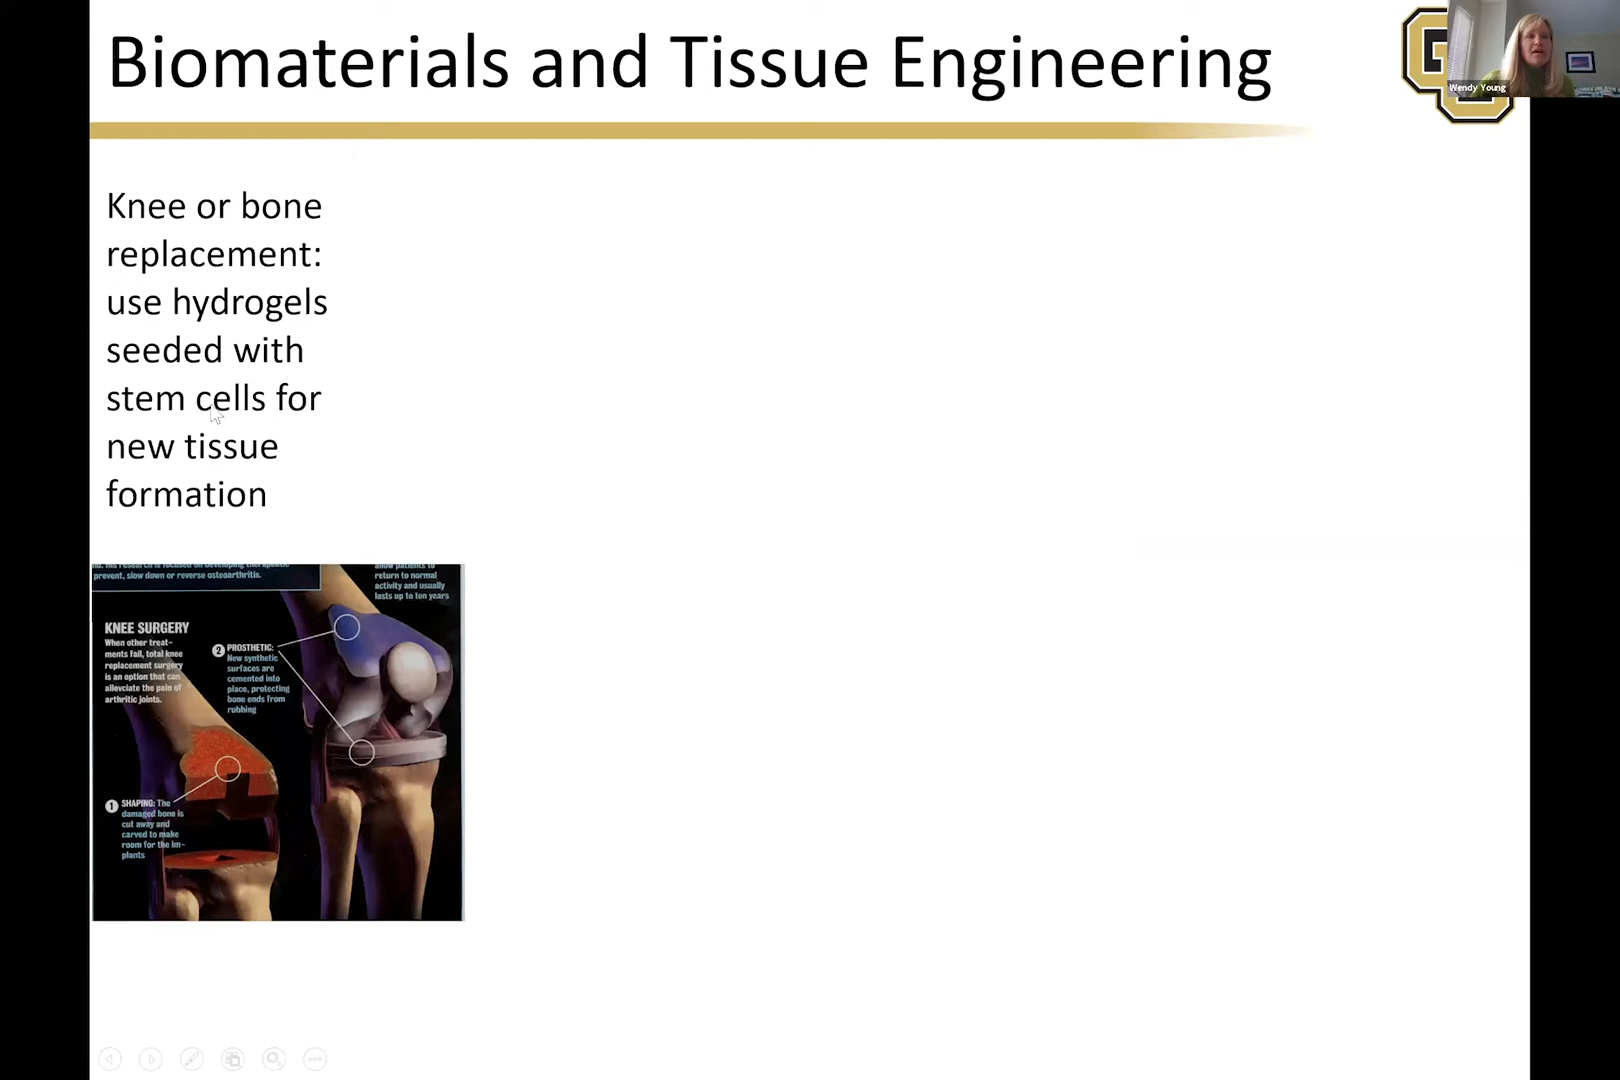 Biomaterials and Tissue Engineering
Wendy Young
Knee or bone
replacement:
use hydrogels
seeded with
stem cells for
new tissue
formation
prevent, slow down or reverse osteoarthritis.
allow patients to
return to normal
activity and usually
lasts up to ten years
KNEE SURGERY
When other treat-
ments fail, total knee
replacement surgery
is an option that can
allevciate the pain of
arthritic joints.
2 PROSTHETIC:
New synthetic
surfaces are
cemented into
place, protecting
bone ends from
rubbing
1 SHAPING: The
damaged bone is
cut away and
carved to make
room for the im-
plants